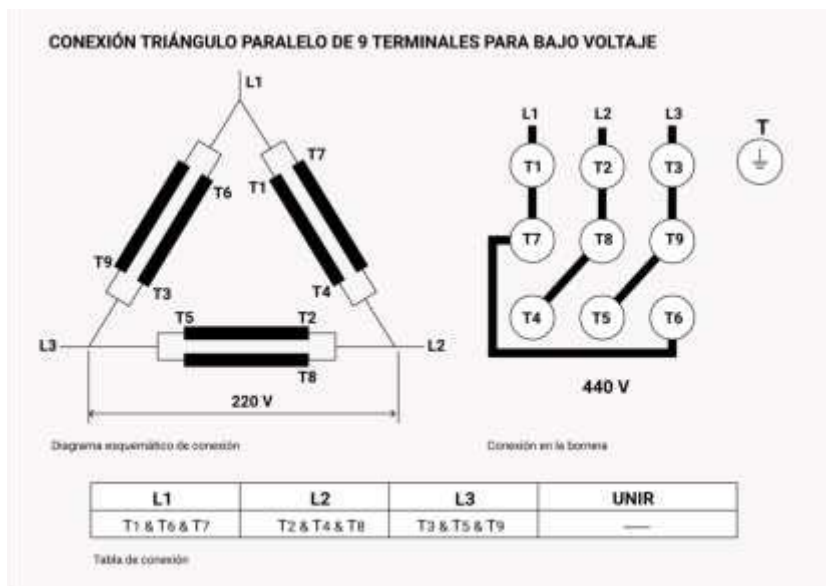 CONEXIÓN TRIÁNGULO PARALELO DE 9 TERMINALES PARA BAJO VOLTAJE
L1
T7
T6
T1
T9
T3
T4
T5
T2
L3
L2
T8
220 V
Diagrama esquemático de conexión
L1 L2 L3
T
T1 T2 T3
T7 T8 T9
T4 T5 T6
440 V
Conexión en la bornera
L1 L2 L3 UNIR
T1 & T6 & T7 T2 & T4 & T8 T3 & T5 & T9 —
Tabla de conexión